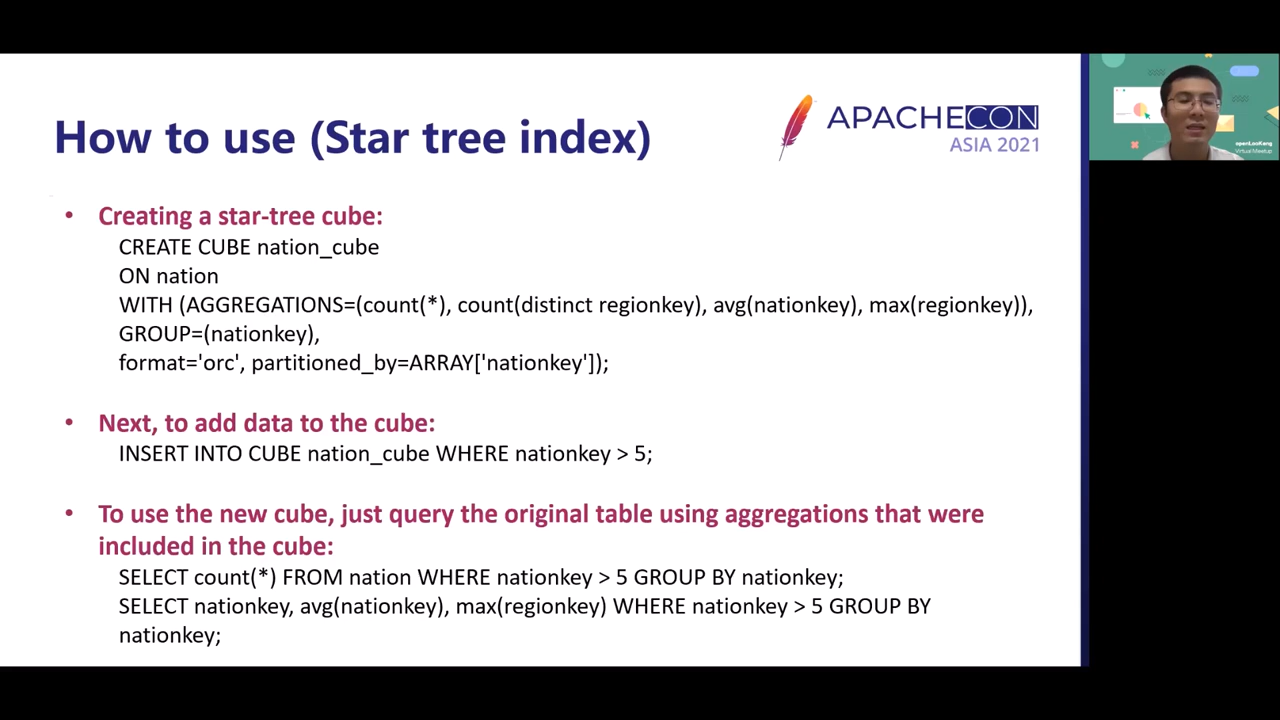 How to use (Star tree index)
APACHECON
ASIA 2021
• Creating a star-tree cube:
CREATE CUBE nation_cube
ON nation
WITH (AGGREGATIONS=(count(*), count(distinct regionkey), avg(nationkey), max(regionkey)),
GROUP=(nationkey),
format='orc', partitioned_by=ARRAY['nationkey']);
• Next, to add data to the cube:
INSERT INTO CUBE nation_cube WHERE nationkey > 5;
• To use the new cube, just query the original table using aggregations that were
included in the cube:
SELECT count(*) FROM nation WHERE nationkey > 5 GROUP BY nationkey;
SELECT nationkey, avg(nationkey), max(regionkey) WHERE nationkey > 5 GROUP BY
nationkey;
openLooKeng
Virtual Meetup